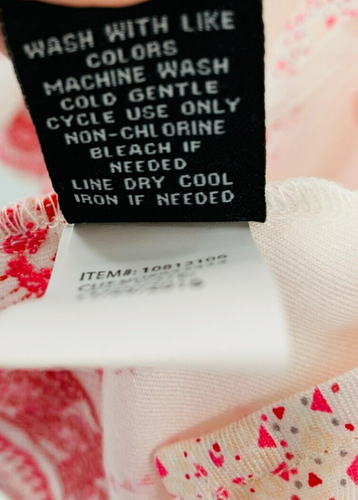 WASH WITH LIKE
COLORS
MACHINE WASH
COLD GENTLE
CYCLE USE ONLY
NON-CHLORINE
BLEACH IF
NEEDED
LINE DRY COOL
IRON IF NEEDED
ITEM#: